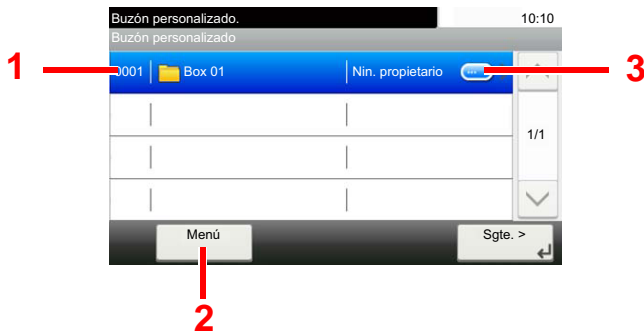 Buzón personalizado. 10:10
Buzón personalizado
1 0001 Box 01 Nin. propietario ... 3
1/1
Menú Sgte. >
2